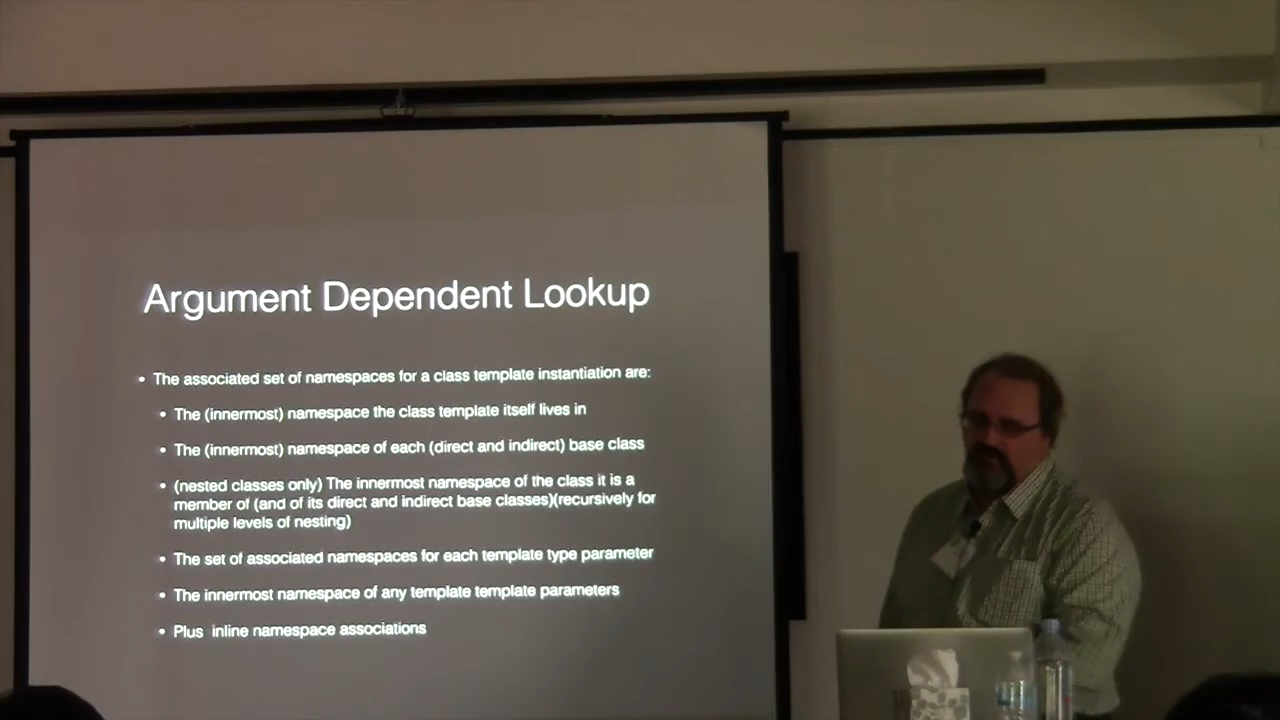 Argument Dependent Lookup
• The associated set of namespaces for a class template instantiation are:
• The (innermost) namespace the class template itself lives in
• The (innermost) namespace of each (direct and indirect) base class
• (nested classes only) The innermost namespace of the class it is a
member of (and of its direct and indirect base classes)(recursively for
multiple levels of nesting)
• The set of associated namespaces for each template type parameter
• The innermost namespace of any template template parameters
• Plus inline namespace associations